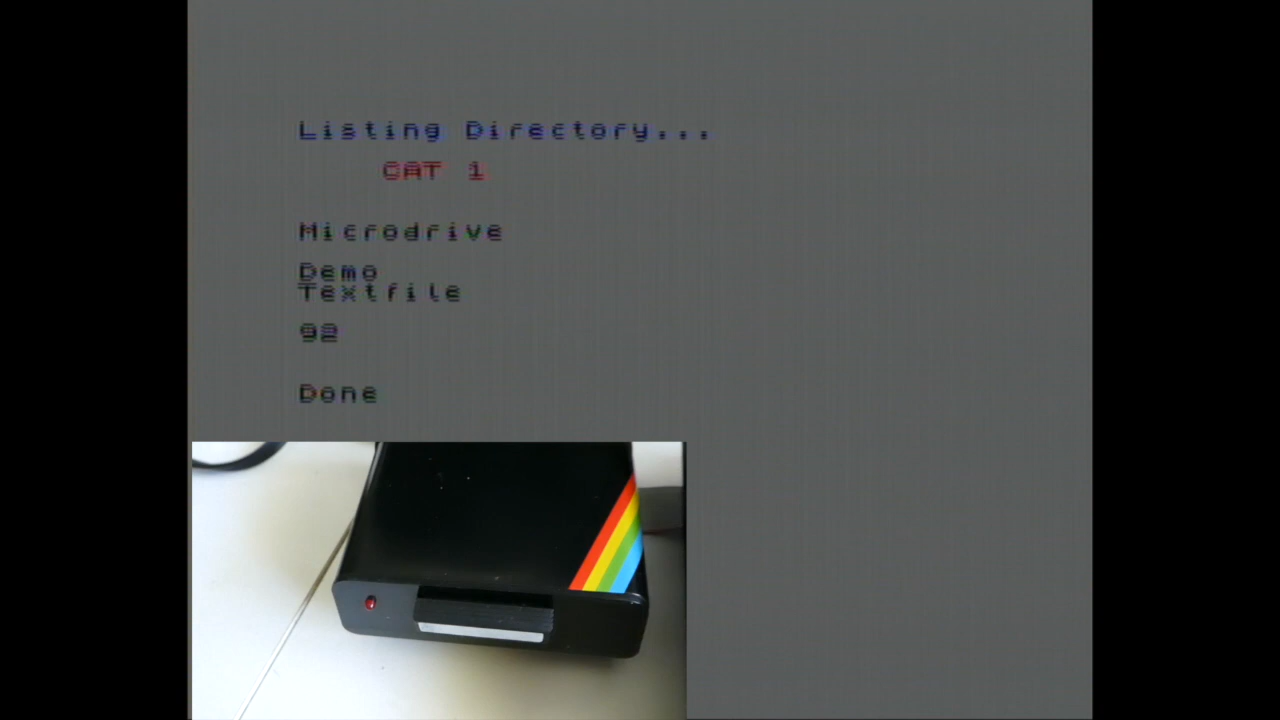 Listing Directory...
CAT 1
Microdrive
Demo
Textfile
92
Done